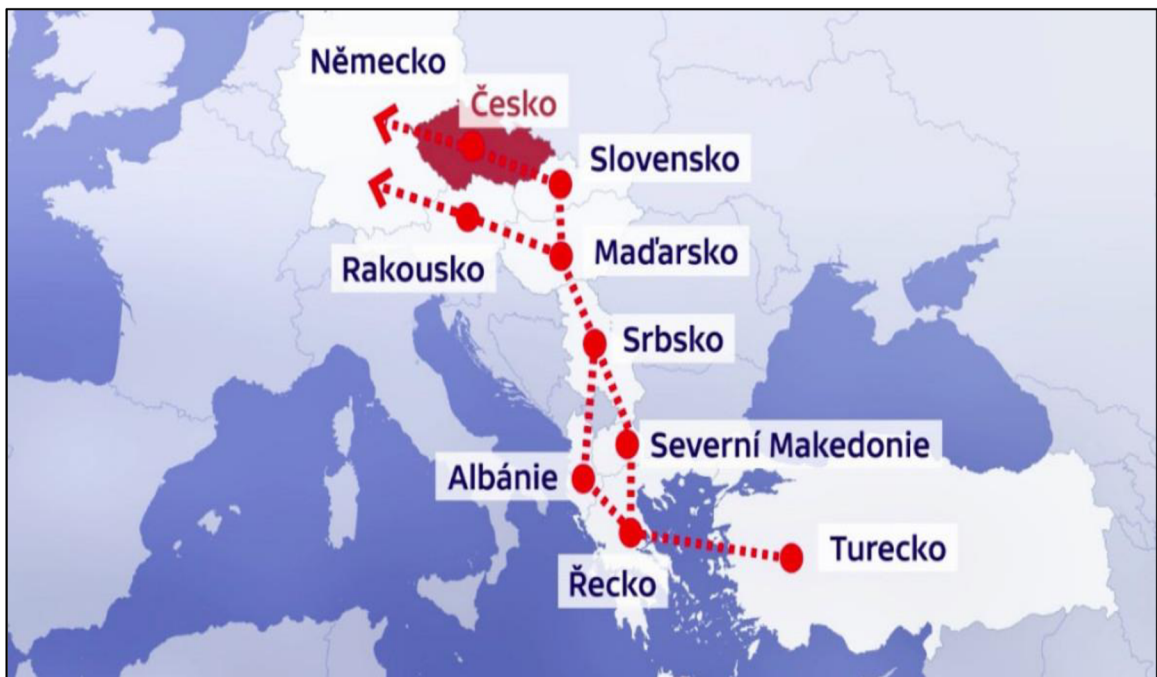 Německo
Česko
Slovensko
Maďarsko
Rakousko
Srbsko
Severní Makedonie
Albánie
Turecko
Řecko